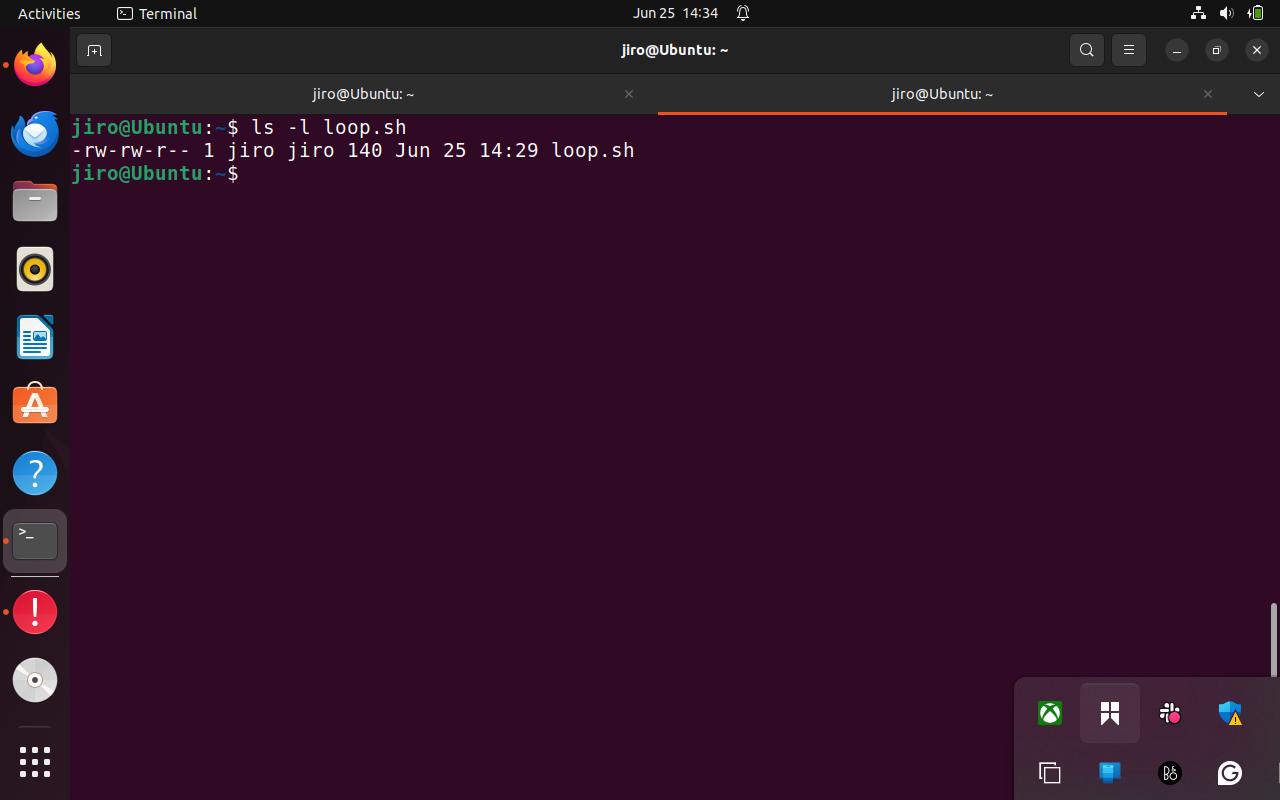 Activities Terminal Jun 25 14:34
jiro@Ubuntu: ~
jiro@Ubuntu: ~ jiro@Ubuntu: ~
jiro@Ubuntu:~$ ls -l loop.sh
-rw-rw-r-- 1 jiro jiro 140 Jun 25 14:29 loop.sh
jiro@Ubuntu:~$